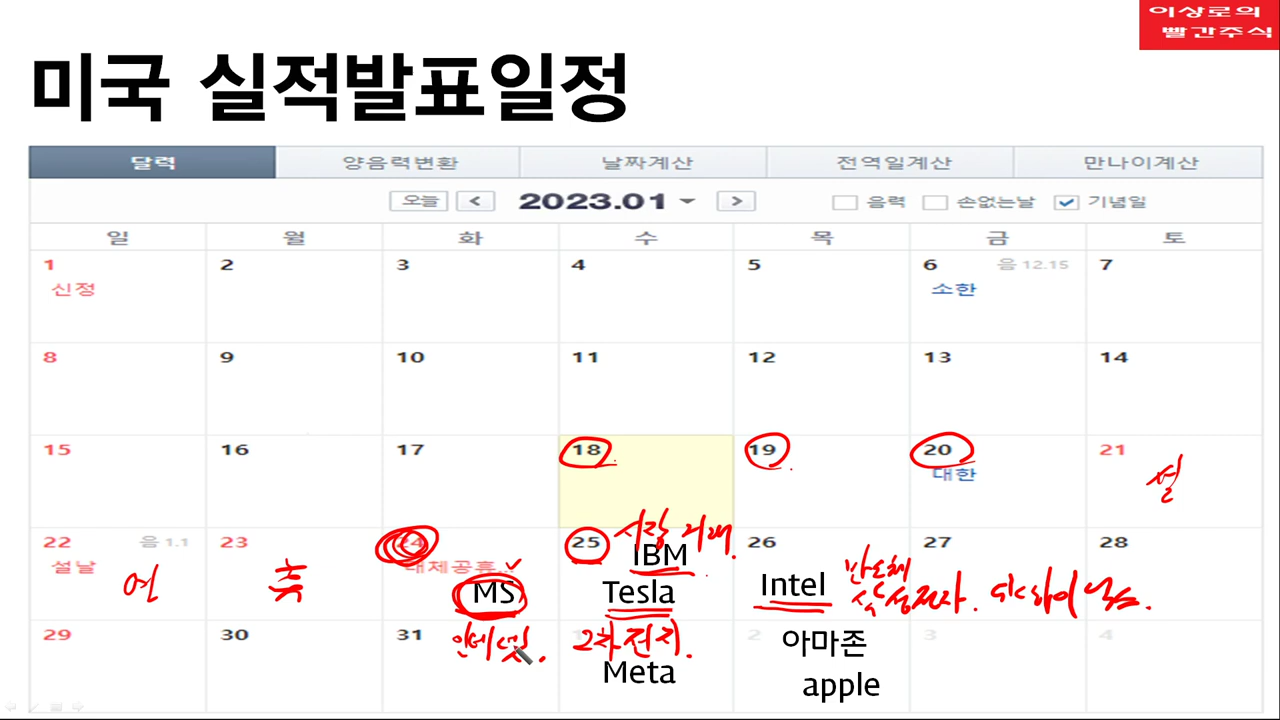 이상로의
빨간주식
미국 실적발표일정
달력 양음력변환 날짜계산 전역일계산 만나이계산
오늘 < 2023.01 > 음력 손없는날 기념일
일 월 화 수 목 금 토
1 2 3 4 5 6 음 12.15 7
신정 소한
8 9 10 11 12 13 14
15 16 17 18 19 20 21
대한 설
22 음 1.1 23 24 25 시장 거래 26 27 28
설날 대체공휴 IBM
연 휴 MS Tesla Intel 반도체 삼성전자. SK하이닉스.
29 30 31 인터넷. 2차전지. 2 3 4
아마존
Meta apple